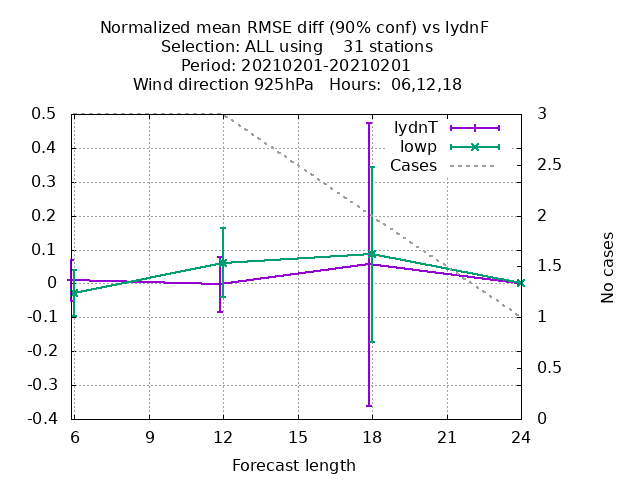 Normalized mean RMSE diff (90% conf) vs lydnF
Selection: ALL using    31 stations
Period: 20210201-20210201
Wind direction 925hPa   Hours:  06,12,18
lydnT
lowp
Cases
0.5
0.4
0.3
0.2
0.1
0
-0.1
-0.2
-0.3
-0.4
3
2.5
2
1.5
1
0.5
0
No cases
6 9 12 15 18 21 24
Forecast length